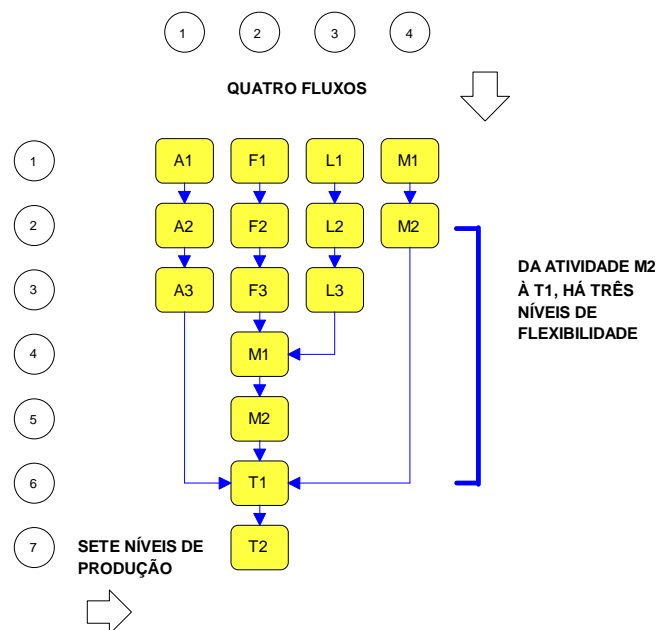 1 2 3 4
QUATRO FLUXOS
1 A1 F1 L1 M1
2 A2 F2 L2 M2
DA ATIVIDADE M2
À T1, HÁ TRÊS
NÍVEIS DE
FLEXIBILIDADE
3 A3 F3 L3
4 M1
5 M2
6 T1
7 SETE NÍVEIS DE
PRODUÇÃO
T2